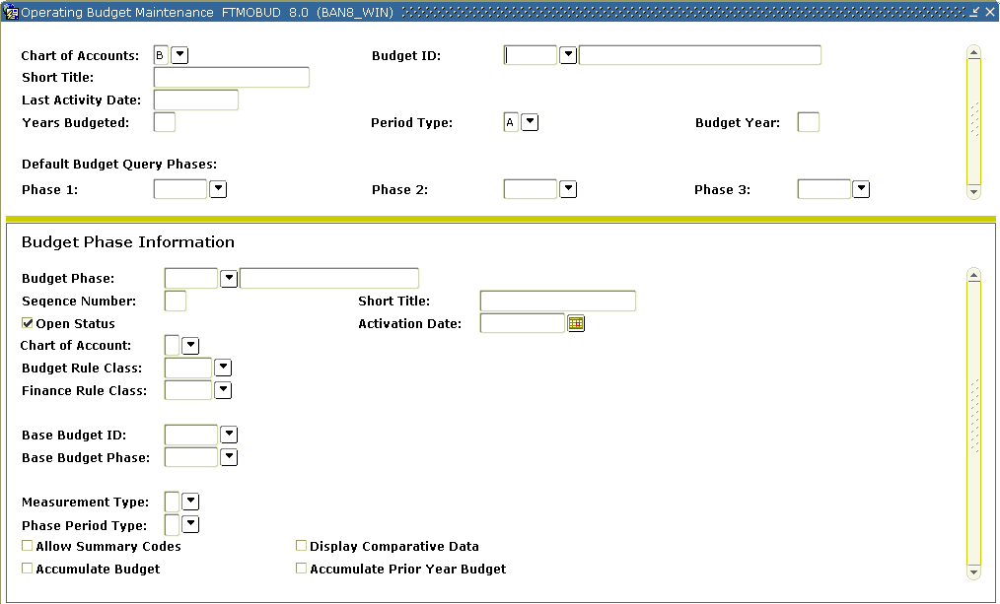 Operating Budget Maintenance FTMOBUD 8.0 (BAN8_WIN)
Chart of Accounts: B Budget ID:
Short Title:
Last Activity Date:
Years Budgeted: Period Type: A Budget Year:
Default Budget Query Phases:
Phase 1: Phase 2: Phase 3:
Budget Phase Information
Budget Phase:
Seqence Number: Short Title:
Open Status Activation Date:
Chart of Account:
Budget Rule Class:
Finance Rule Class:
Base Budget ID:
Base Budget Phase:
Measurement Type:
Phase Period Type:
Allow Summary Codes Display Comparative Data
Accumulate Budget Accumulate Prior Year Budget